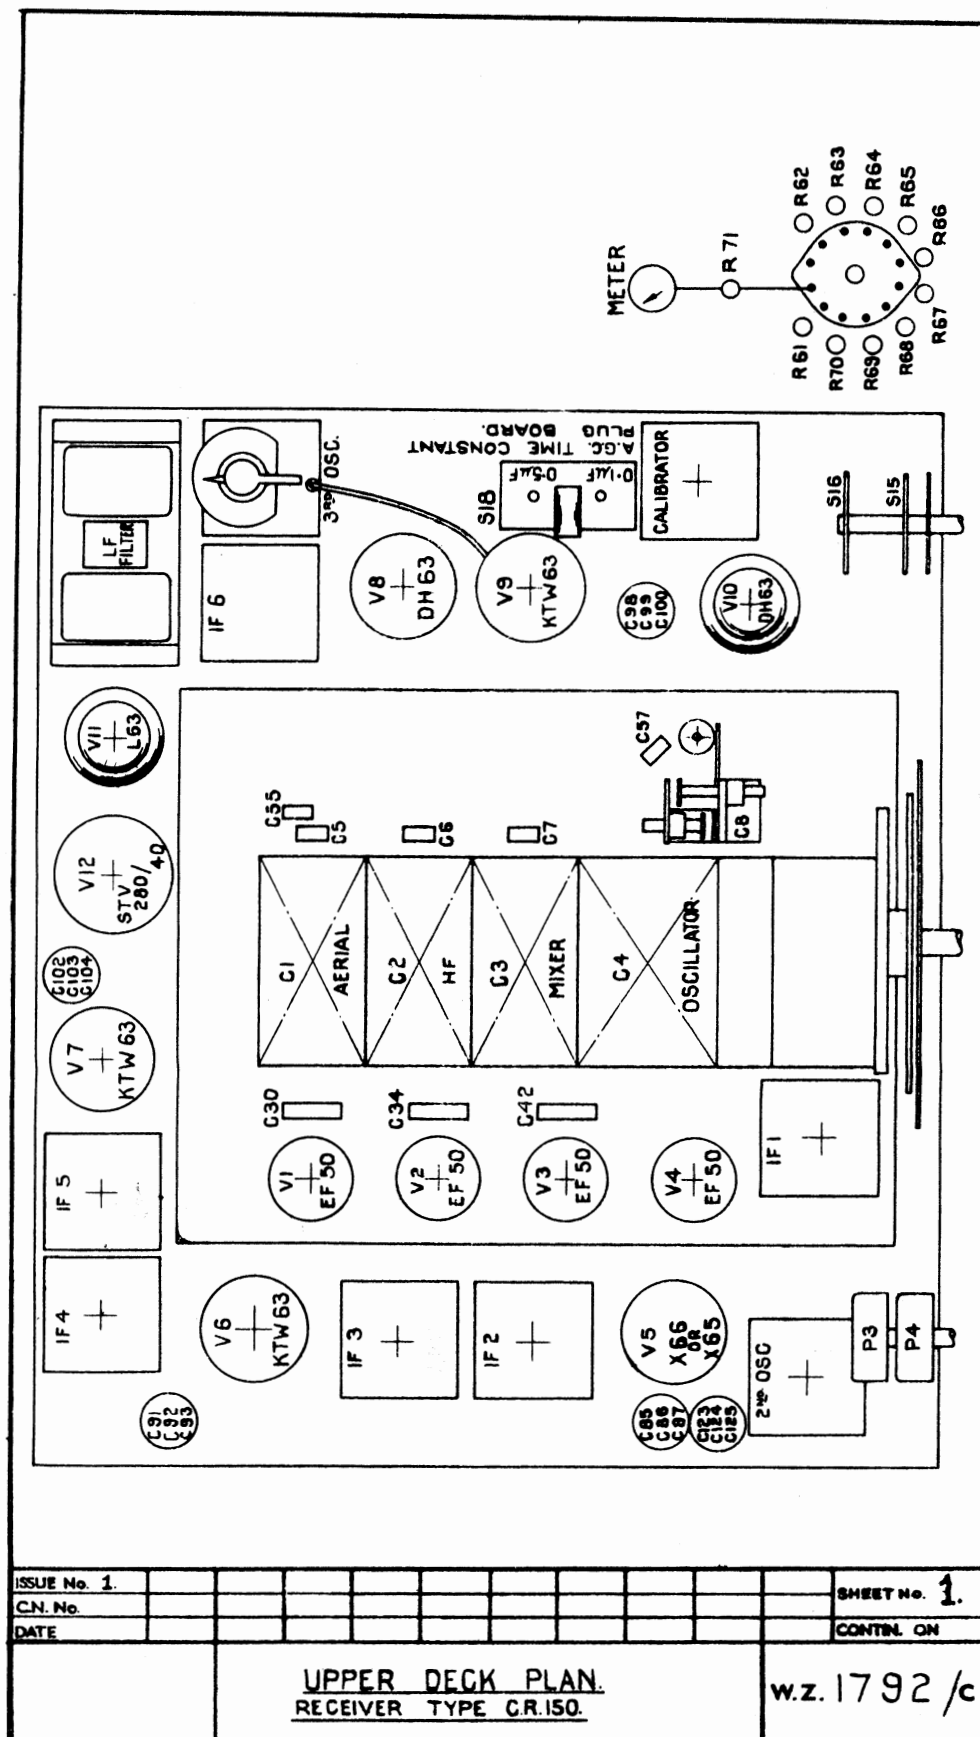 METER
R71
R62
R63
R64
R65
R66
R61
R70
R69
R68
R67
LF
FILTER
3RD OSC.
A.G.C. TIME CONSTANT
PLUG BOARD.
S18
0·5µF
0·1µF
CALIBRATOR
S16
S15
IF 6
V8
DH63
V9
KTW63
C98
C99
C100
V10
DH63
V11
L63
C57
C55
C5
C6
C7
C8
V12
STV
280/40
C1
AERIAL
C2
HF
C3
MIXER
C4
OSCILLATOR
C102
C103
C104
V7
KTW63
C30
C34
C42
V1
EF50
V2
EF50
V3
EF50
V4
EF50
IF1
IF 5
IF4
V6
KTW63
IF 3
IF 2
V5
X66
OR
X65
2ND OSC
P3
P4
C91
C92
C93
C85
C86
C87
C123
C124
C125
ISSUE No. 1.
C.N. No.
DATE
SHEET No. 1.
CONTIN. ON
UPPER DECK PLAN.
RECEIVER TYPE C.R.150.
W.Z. 1792/C